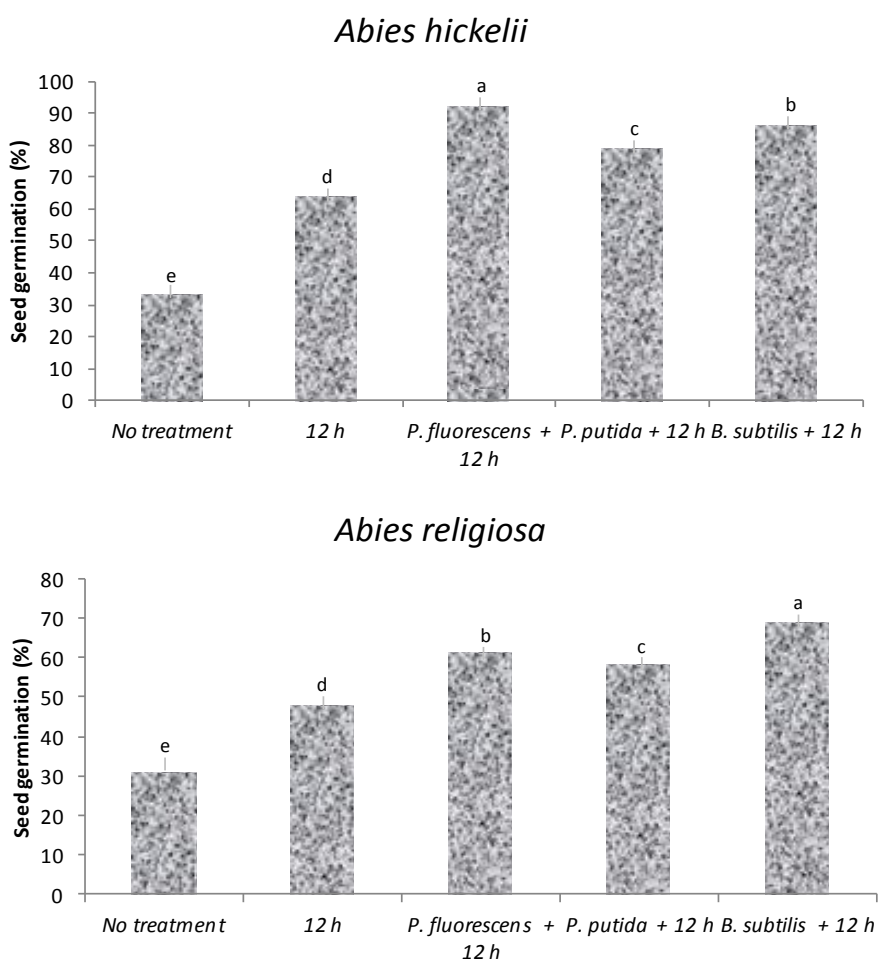 Abies hickelii
Seed germination (%)
100
90
80
70
60
50
40
30
20
10
0
e
d
a
c
b
No treatment 12 h P. fluorescens + P. putida + 12 h B. subtilis + 12 h
12 h
Abies religiosa
Seed germination (%)
80
70
60
50
40
30
20
10
0
e
d
b
c
a
No treatment 12 h P. fluorescens + P. putida + 12 h B. subtilis + 12 h
12 h